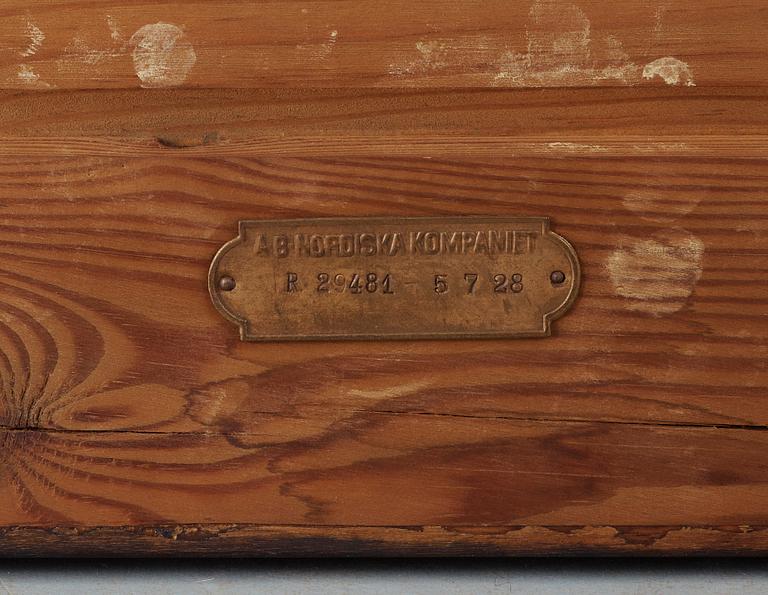 A-B NORDISKA KOMPANIET
R 29481 - 5 7 28